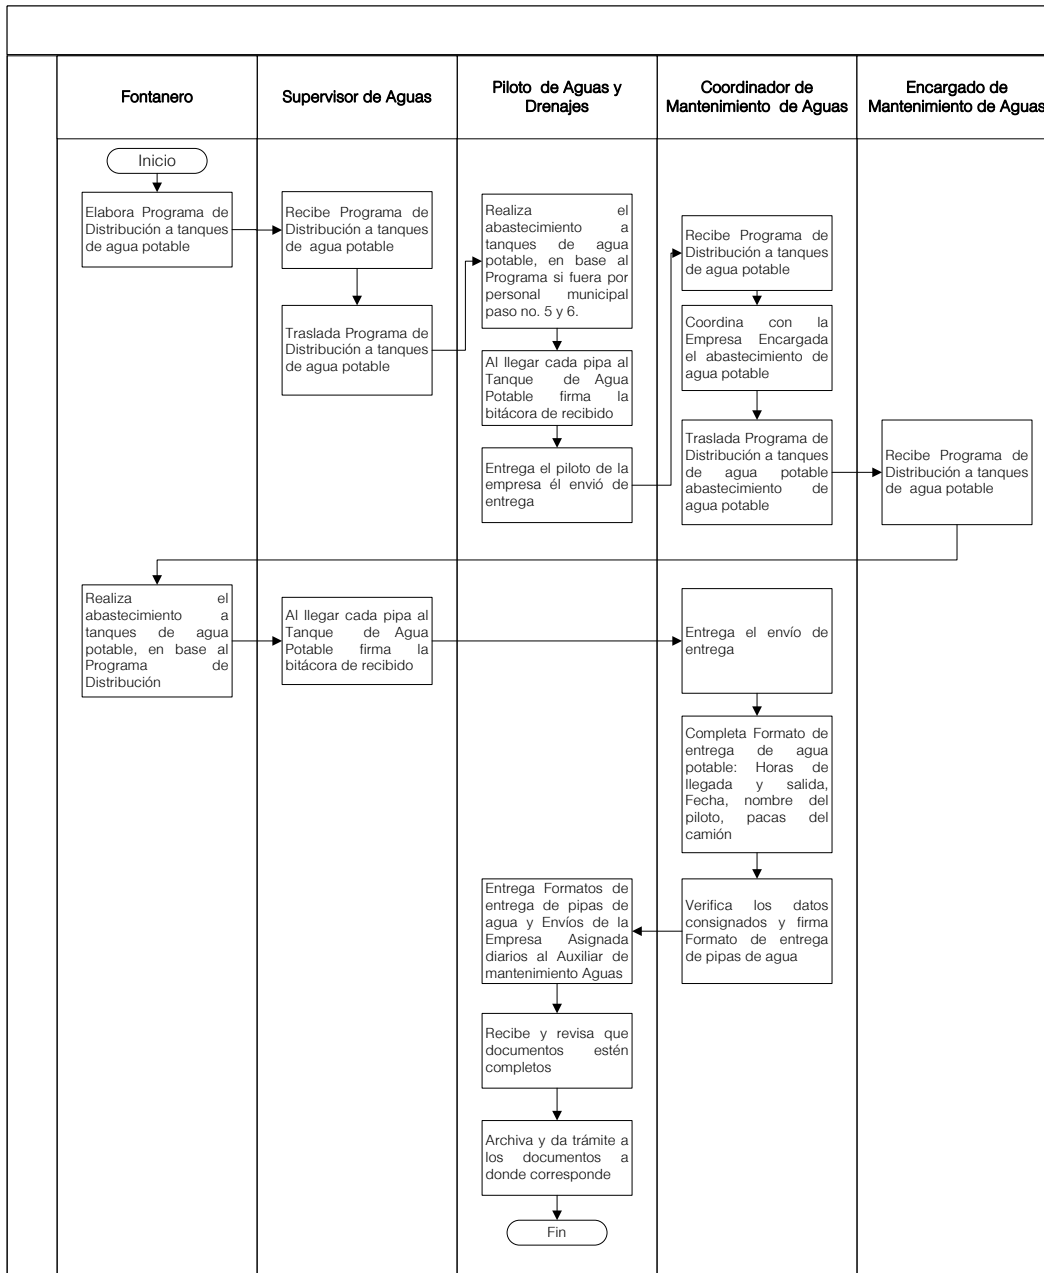 Fontanero
Supervisor de Aguas
Piloto de Aguas y
Drenajes
Coordinador de
Mantenimiento de Aguas
Encargado de
Mantenimiento de Aguas
Inicio
Elabora Programa de
Distribución a tanques
de agua potable
Recibe Programa de
Distribución a tanques
de agua potable
Traslada Programa de
Distribución a tanques
de agua potable
Realiza el
abastecimiento a
tanques de agua
potable, en base al
Programa si fuera por
personal municipal
paso no. 5 y 6.
Al llegar cada pipa al
Tanque de Agua
Potable firma la
bitácora de recibido
Entrega el piloto de la
empresa él envió de
entrega
Recibe Programa de
Distribución a tanques
de agua potable
Coordina con la
Empresa Encargada
el abastecimiento de
agua potable
Traslada Programa de
Distribución a tanques
de agua potable
abastecimiento de
agua potable
Recibe Programa de
Distribución a tanques
de agua potable
Realiza el
abastecimiento a
tanques de agua
potable, en base al
Programa de
Distribución
Al llegar cada pipa al
Tanque de Agua
Potable firma la
bitácora de recibido
Entrega el envío de
entrega
Completa Formato de
entrega de agua
potable: Horas de
llegada y salida,
Fecha, nombre del
piloto, pacas del
camión
Verifica los datos
consignados y firma
Formato de entrega
de pipas de agua
Entrega Formatos de
entrega de pipas de
agua y Envíos de la
Empresa Asignada
diarios al Auxiliar de
mantenimiento Aguas
Recibe y revisa que
documentos estén
completos
Archiva y da trámite a
los documentos a
donde corresponde
Fin